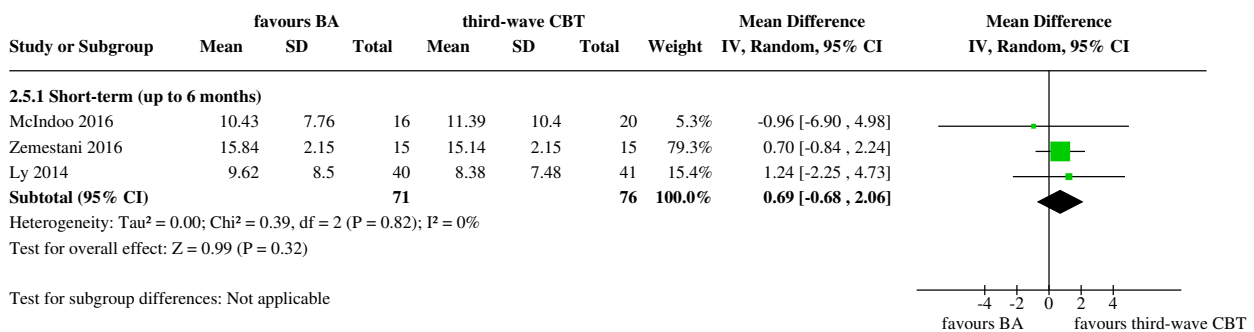 favours BA third-wave CBT Mean Difference Mean Difference
Study or Subgroup Mean SD Total Mean SD Total Weight IV, Random, 95% CI IV, Random, 95% CI
2.5.1 Short-term (up to 6 months)
McIndoo 2016 10.43 7.76 16 11.39 10.4 20 5.3% -0.96 [-6.90 , 4.98]
Zemestani 2016 15.84 2.15 15 15.14 2.15 15 79.3% 0.70 [-0.84 , 2.24]
Ly 2014 9.62 8.5 40 8.38 7.48 41 15.4% 1.24 [-2.25 , 4.73]
Subtotal (95% CI) 71 76 100.0% 0.69 [-0.68 , 2.06]
Heterogeneity: Tau² = 0.00; Chi² = 0.39, df = 2 (P = 0.82); I² = 0%
Test for overall effect: Z = 0.99 (P = 0.32)
Test for subgroup differences: Not applicable
-4 -2 0 2 4
favours BA favours third-wave CBT